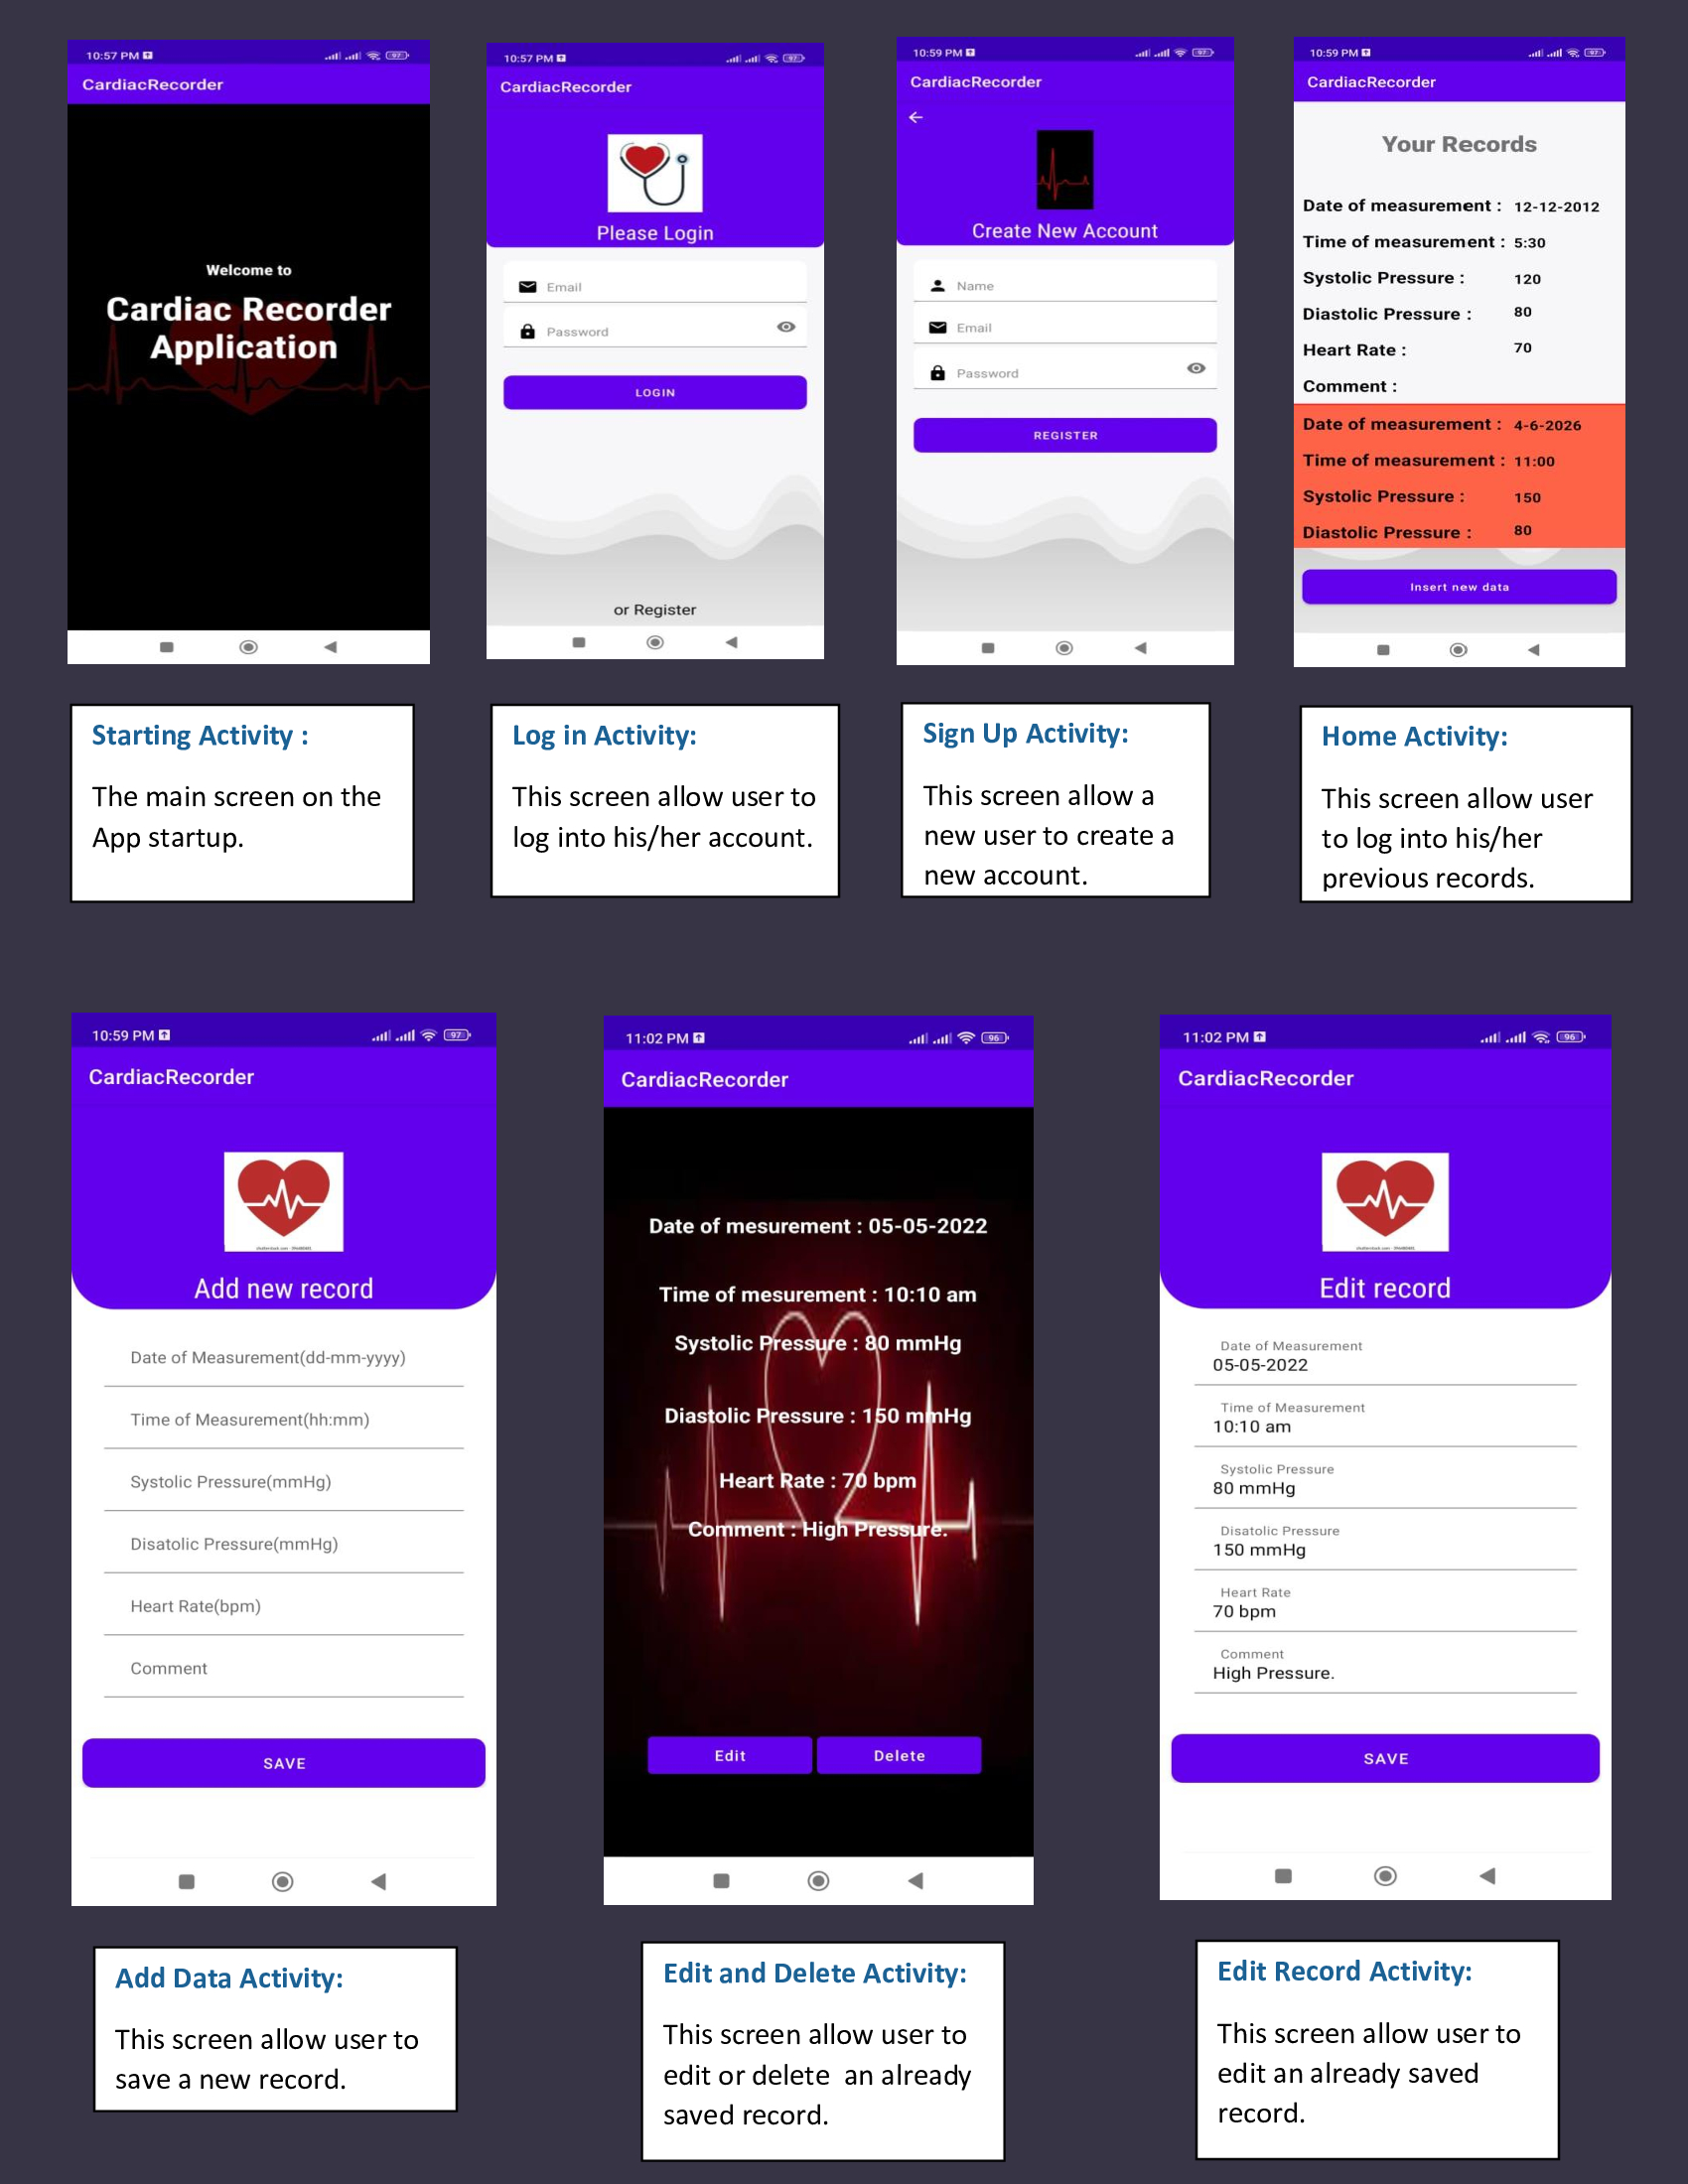 10:57 PM
97
CardiacRecorder
Welcome to
Cardiac Recorder
Application
10:57 PM
97
CardiacRecorder
Please Login
Email
Password
LOGIN
or Register
10:59 PM
97
CardiacRecorder
Create New Account
Name
Email
Password
REGISTER
10:59 PM
97
CardiacRecorder
Your Records
Date of measurement : 12-12-2012
Time of measurement : 5:30
Systolic Pressure : 120
Diastolic Pressure : 80
Heart Rate : 70
Comment :
Date of measurement : 4-6-2026
Time of measurement : 11:00
Systolic Pressure : 150
Diastolic Pressure : 80
Insert new data
Starting Activity :
The main screen on the
App startup.
Log in Activity:
This screen allow user to
log into his/her account.
Sign Up Activity:
This screen allow a
new user to create a
new account.
Home Activity:
This screen allow user
to log into his/her
previous records.
10:59 PM
97
CardiacRecorder
Add new record
Date of Measurement(dd-mm-yyyy)
Time of Measurement(hh:mm)
Systolic Pressure(mmHg)
Disatolic Pressure(mmHg)
Heart Rate(bpm)
Comment
SAVE
11:02 PM
96
CardiacRecorder
Date of mesurement : 05-05-2022
Time of mesurement : 10:10 am
Systolic Pressure : 80 mmHg
Diastolic Pressure : 150 mmHg
Heart Rate : 70 bpm
Comment : High Pressure.
Edit Delete
11:02 PM
96
CardiacRecorder
Edit record
Date of Measurement
05-05-2022
Time of Measurement
10:10 am
Systolic Pressure
80 mmHg
Disatolic Pressure
150 mmHg
Heart Rate
70 bpm
Comment
High Pressure.
SAVE
Add Data Activity:
This screen allow user to
save a new record.
Edit and Delete Activity:
This screen allow user to
edit or delete  an already
saved record.
Edit Record Activity:
This screen allow user to
edit an already saved
record.